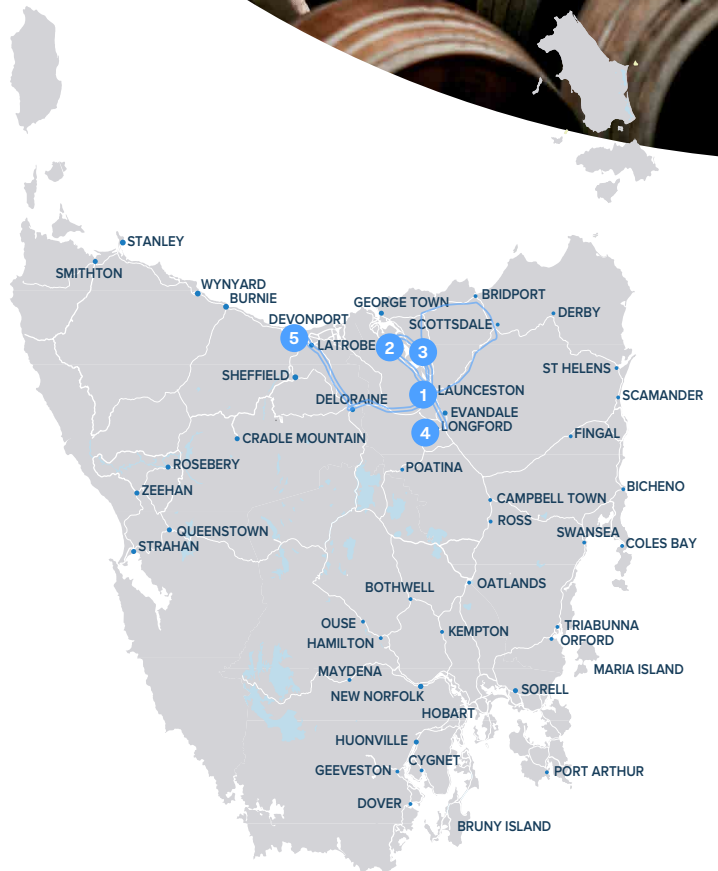 STANLEY
SMITHTON
WYNYARD
BURNIE
GEORGE TOWN
BRIDPORT
DERBY
DEVONPORT
SCOTTSDALE
5
LATROBE
2
3
SHEFFIELD
ST HELENS
1
LAUNCESTON
DELORAINE
SCAMANDER
EVANDALE
4
LONGFORD
FINGAL
CRADLE MOUNTAIN
ROSEBERY
POATINA
ZEEHAN
BICHENO
CAMPBELL TOWN
ROSS
QUEENSTOWN
SWANSEA
STRAHAN
COLES BAY
BOTHWELL
OATLANDS
OUSE
KEMPTON
TRIABUNNA
HAMILTON
ORFORD
MAYDENA
MARIA ISLAND
NEW NORFOLK
SORELL
HOBART
HUONVILLE
CYGNET
GEEVESTON
PORT ARTHUR
DOVER
BRUNY ISLAND